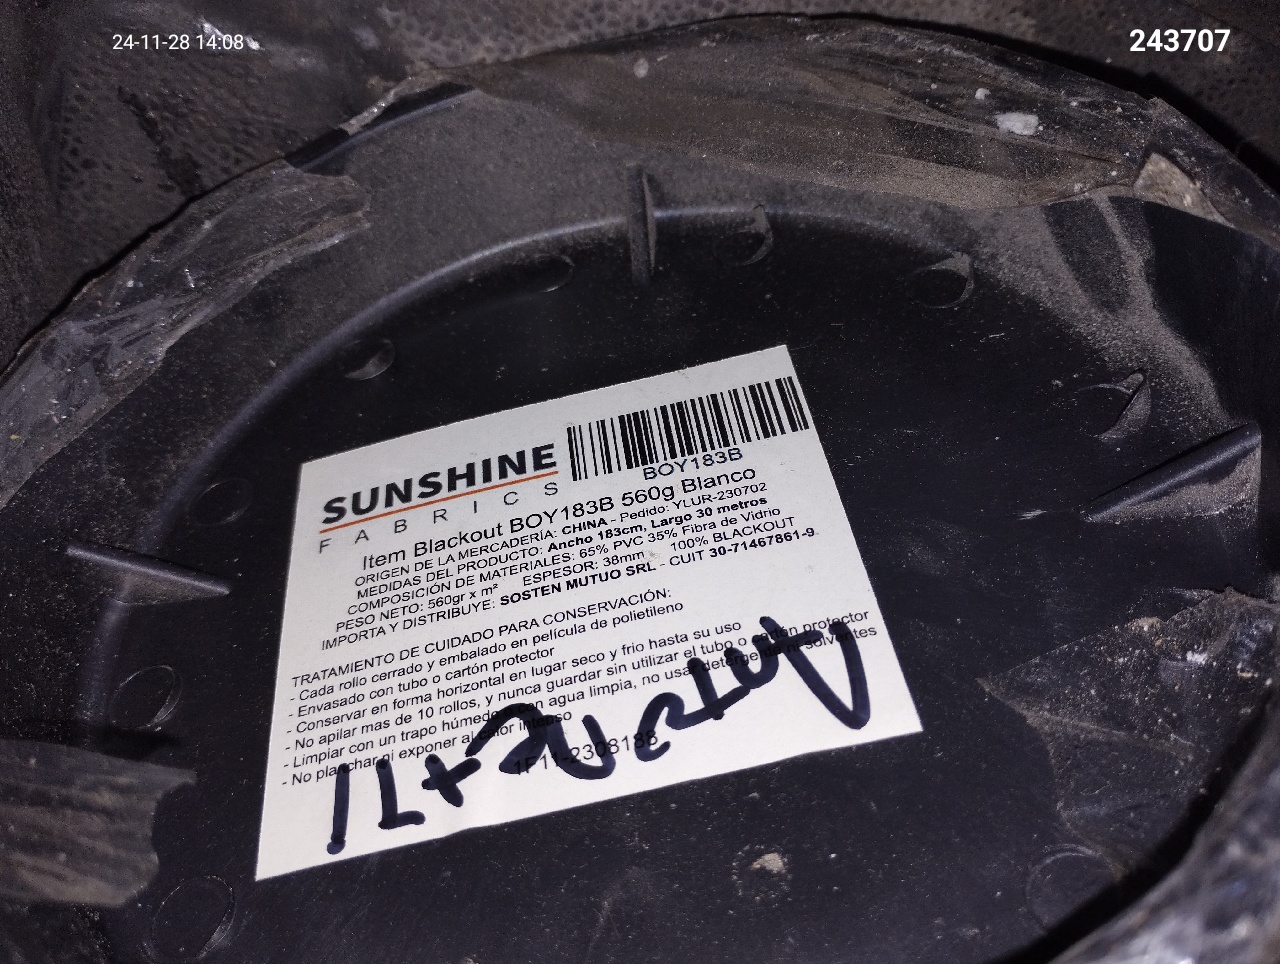 24-11-28 14:08
243707
SUNSHINE
FABRICS
BOY183B
Item Blackout BOY183B 560g Blanco
ORIGEN DE LA MERCADERÍA: CHINA - Pedido: YLUR-230702
MEDIDAS DEL PRODUCTO: Ancho 183cm, Largo 30 metros
COMPOSICIÓN DE MATERIALES: 65% PVC 35% Fibra de Vidrio
PESO NETO: 560gr x m² ESPESOR: 38mm 100% BLACKOUT
IMPORTA Y DISTRIBUYE: SOSTEN MUTUO SRL - CUIT 30-71467861-9
TRATAMIENTO DE CUIDADO PARA CONSERVACIÓN:
- Cada rollo cerrado y embalado en película de polietileno
- Envasado con tubo o cartón protector
- Conservar en forma horizontal en lugar seco y frio hasta su uso
- No apilar mas de 10 rollos, y nunca guardar sin utilizar el tubo o cartón protector
- Limpiar con un trapo húmedo con agua limpia, no usar detergente ni solventes
- No planchar ni exponer al calor intenso
1F11-2308188